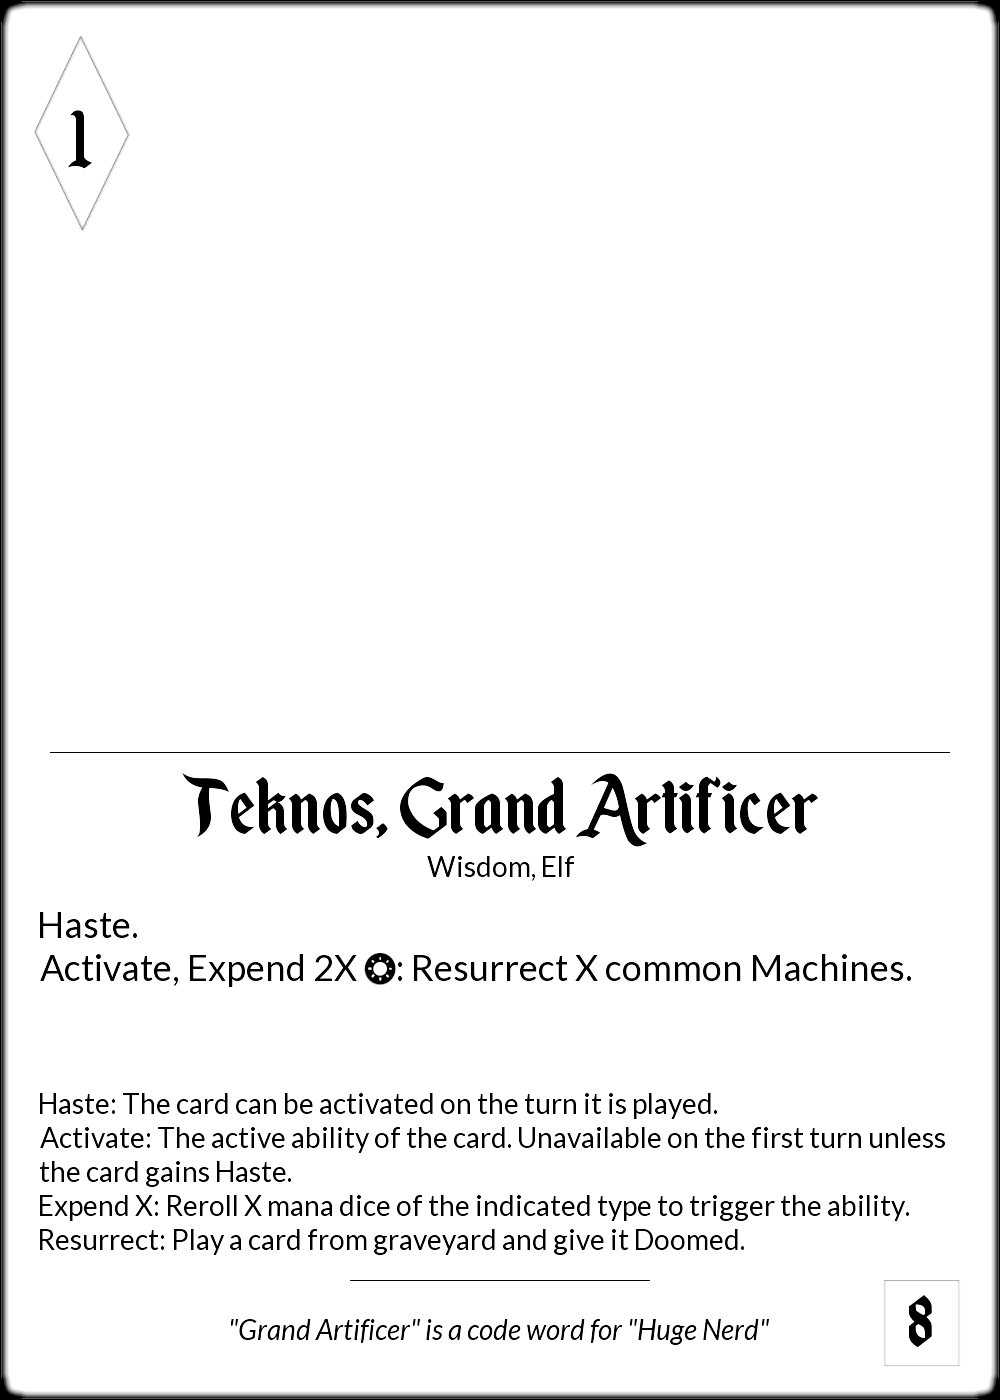 1
Teknos, Grand Artificer
Wisdom, Elf
Haste.
Activate, Expend 2X : Resurrect X common Machines.
Haste: The card can be activated on the turn it is played.
Activate: The active ability of the card. Unavailable on the first turn unless
the card gains Haste.
Expend X: Reroll X mana dice of the indicated type to trigger the ability.
Resurrect: Play a card from graveyard and give it Doomed.
"Grand Artificer" is a code word for "Huge Nerd"
8